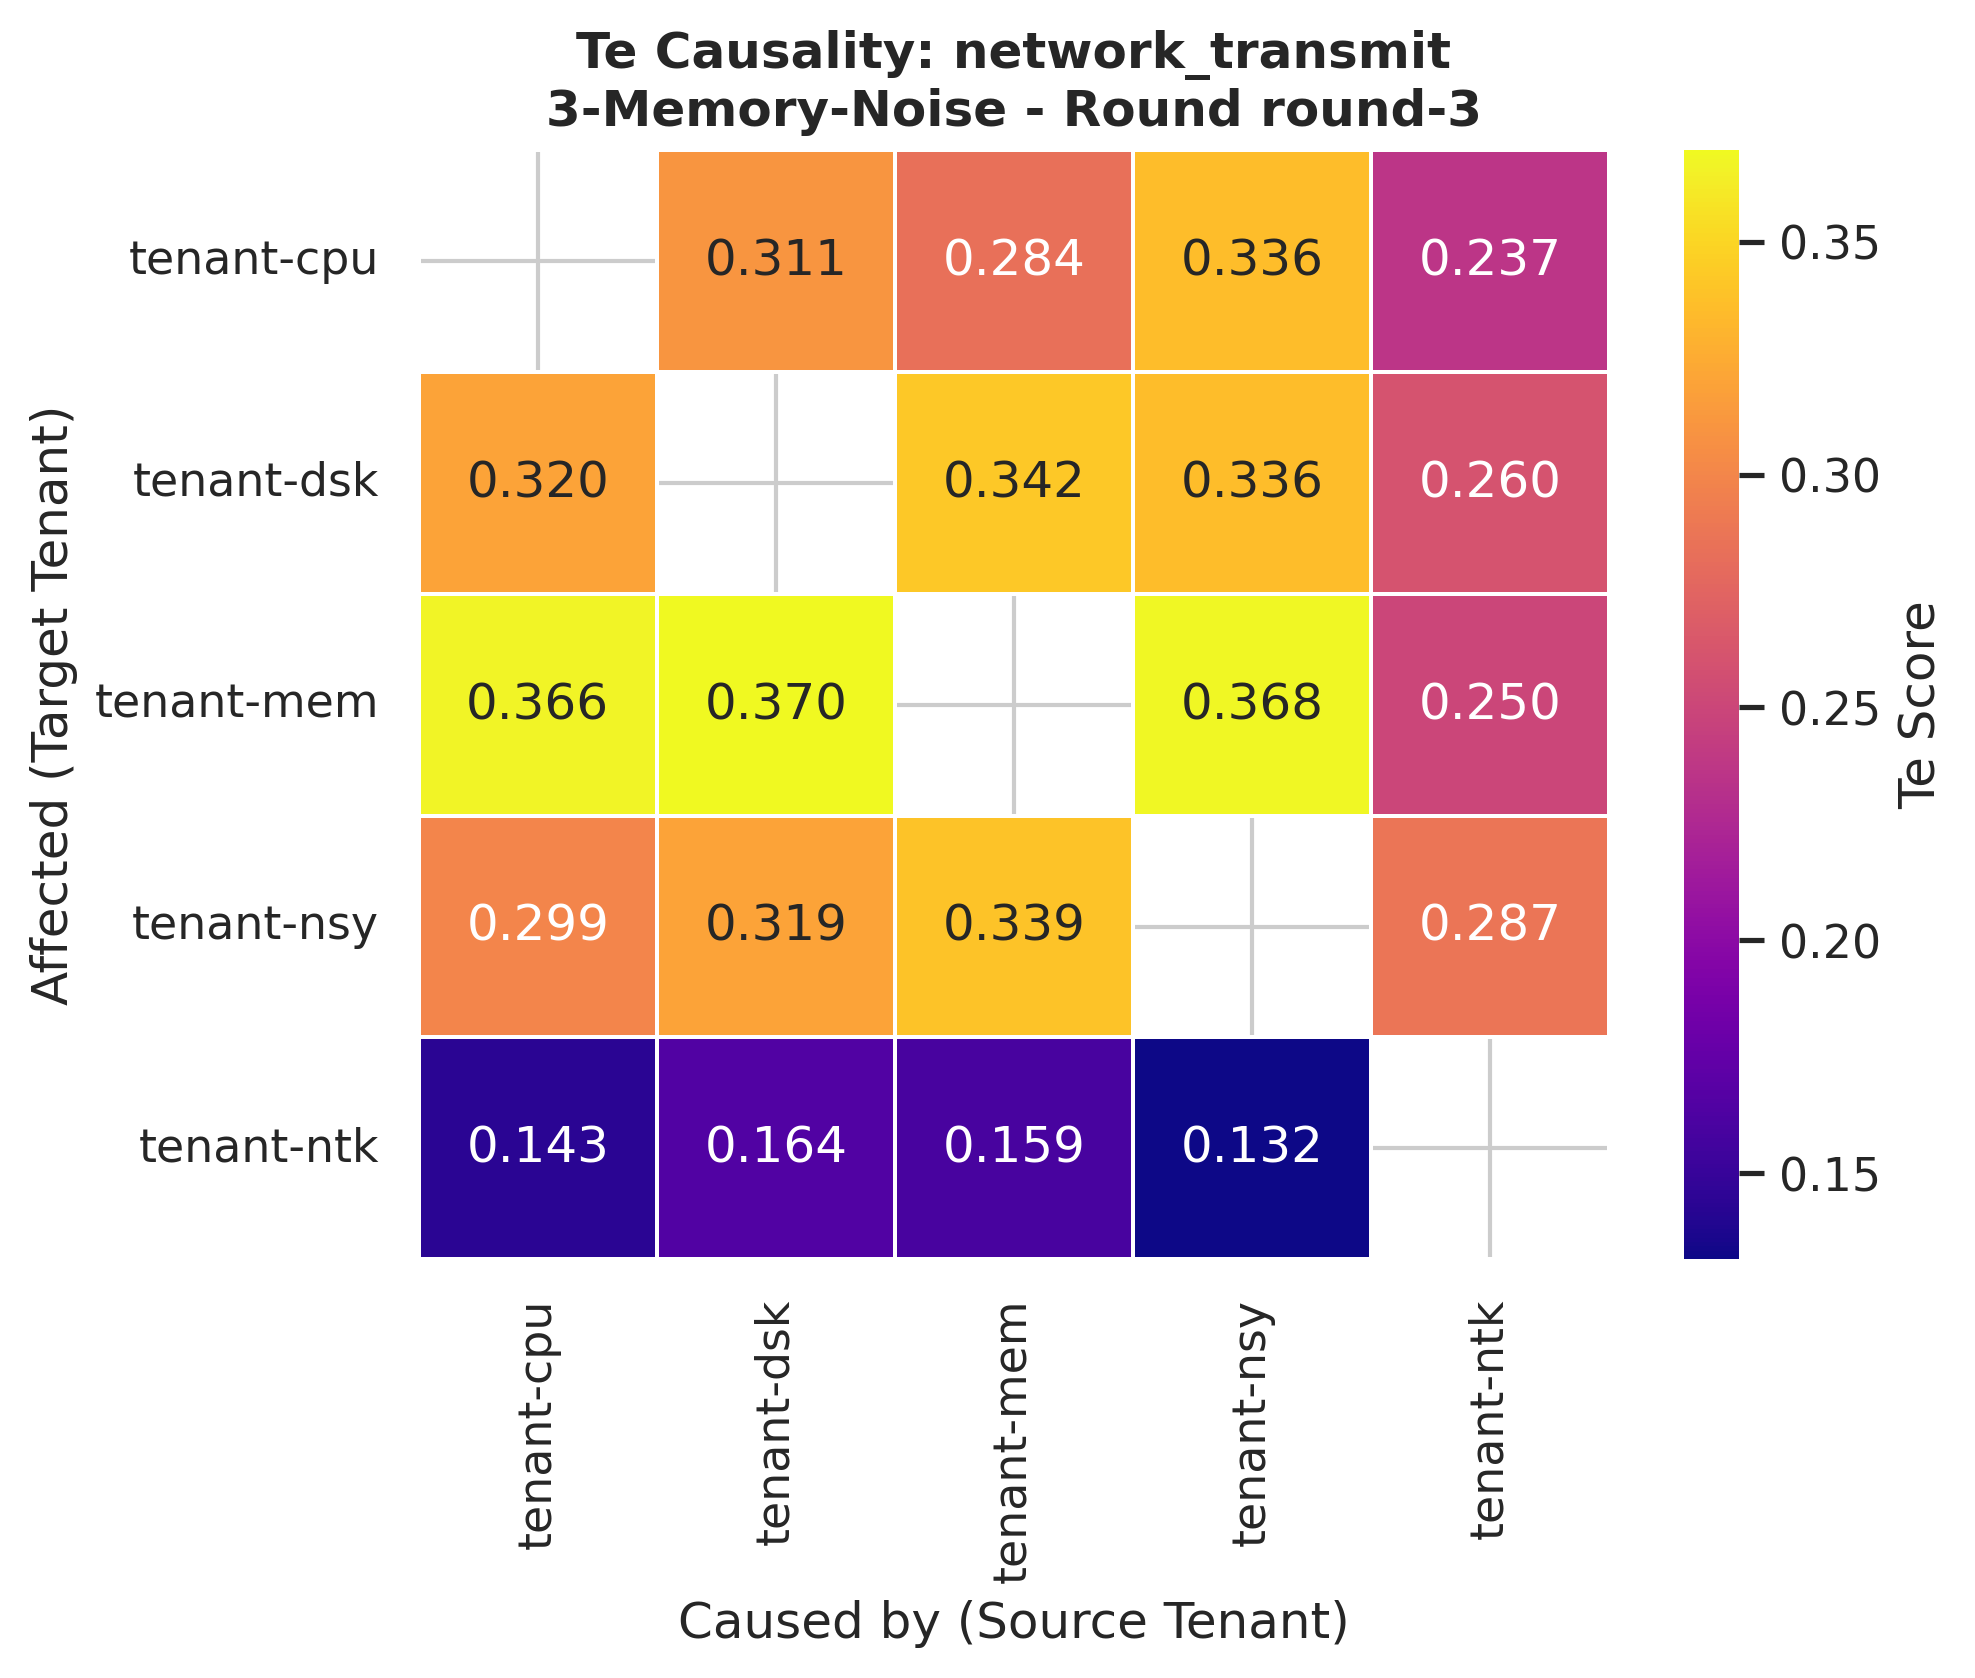 Te Causality: network_transmit
3-Memory-Noise - Round round-3
Affected (Target Tenant)
tenant-cpu 0.311 0.284 0.336 0.237
tenant-dsk 0.320 0.342 0.336 0.260
tenant-mem 0.366 0.370 0.368 0.250
tenant-nsy 0.299 0.319 0.339 0.287
tenant-ntk 0.143 0.164 0.159 0.132
tenant-cpu
tenant-dsk
tenant-mem
tenant-nsy
tenant-ntk
Caused by (Source Tenant)
0.35
0.30
0.25
0.20
0.15
Te Score